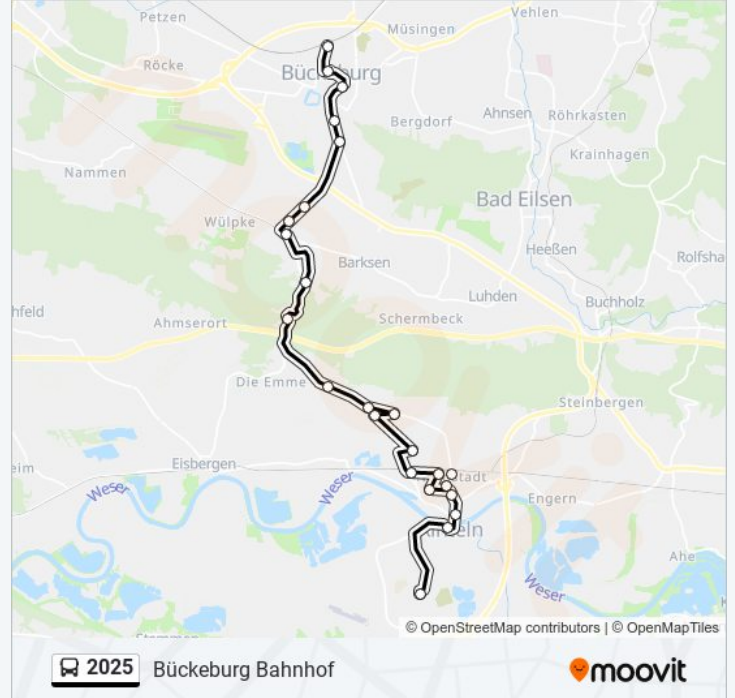 Petzen
Vehlen
Müsingen
Röcke
Bückeburg
Ahnsen
Röhrkasten
Bergdorf
Krainhagen
Nammen
Bad Eilsen
Wülpke
Heeßen
Barksen
Rolfsha
Luhden
Buchholz
hfeld
Ahmserort
Schermbeck
Die Emme
Steinbergen
Eisbergen
eim
tadt
Weser
Weser
Engern
eln
Ahe
Weser
© OpenStreetMap contributors | © OpenMapTiles
2025 Bückeburg Bahnhof
moovit